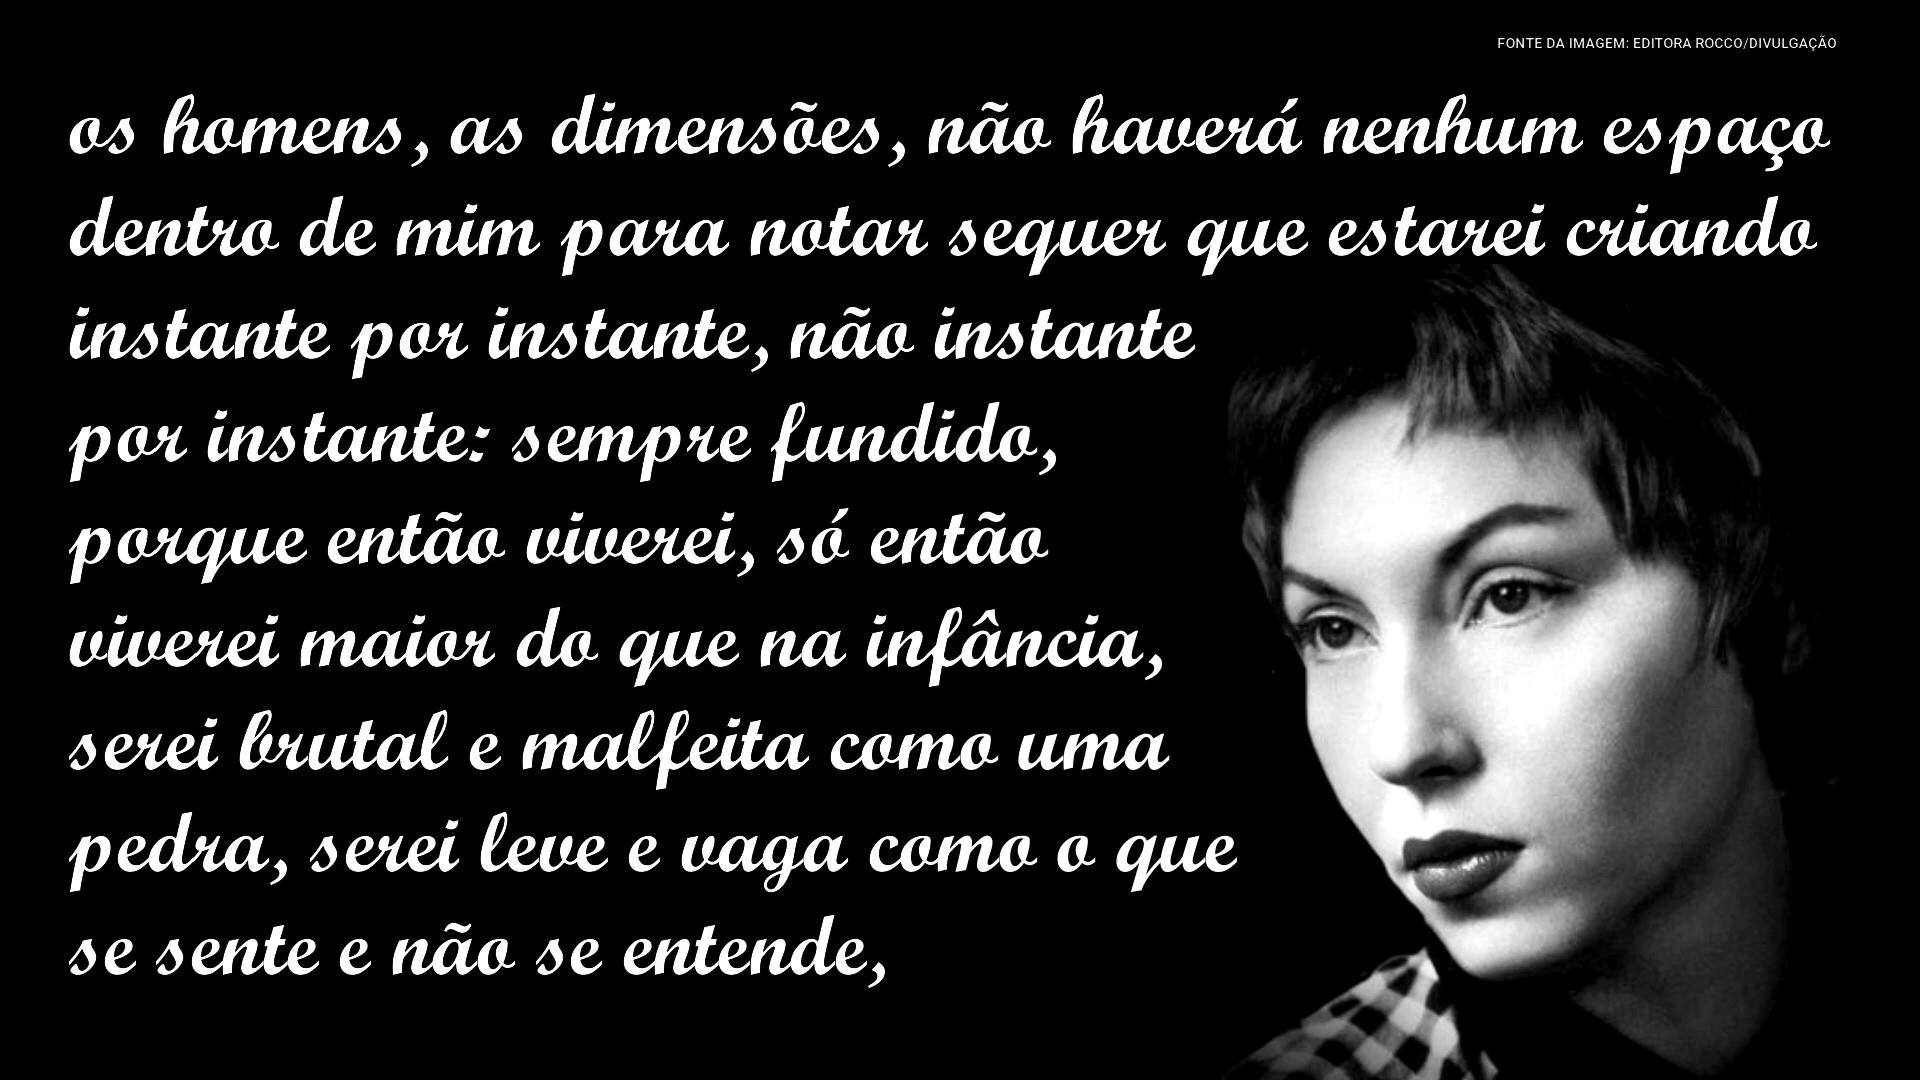 FONTE DA IMAGEM: EDITORA ROCCO/DIVULGAÇÃO
os homens, as dimensões, não haverá nenhum espaço
dentro de mim para notar sequer que estarei criando
instante por instante, não instante
por instante: sempre fundido,
porque então viverei, só então
viverei maior do que na infância,
serei brutal e malfeita como uma
pedra, serei leve e vaga como o que
se sente e não se entende,